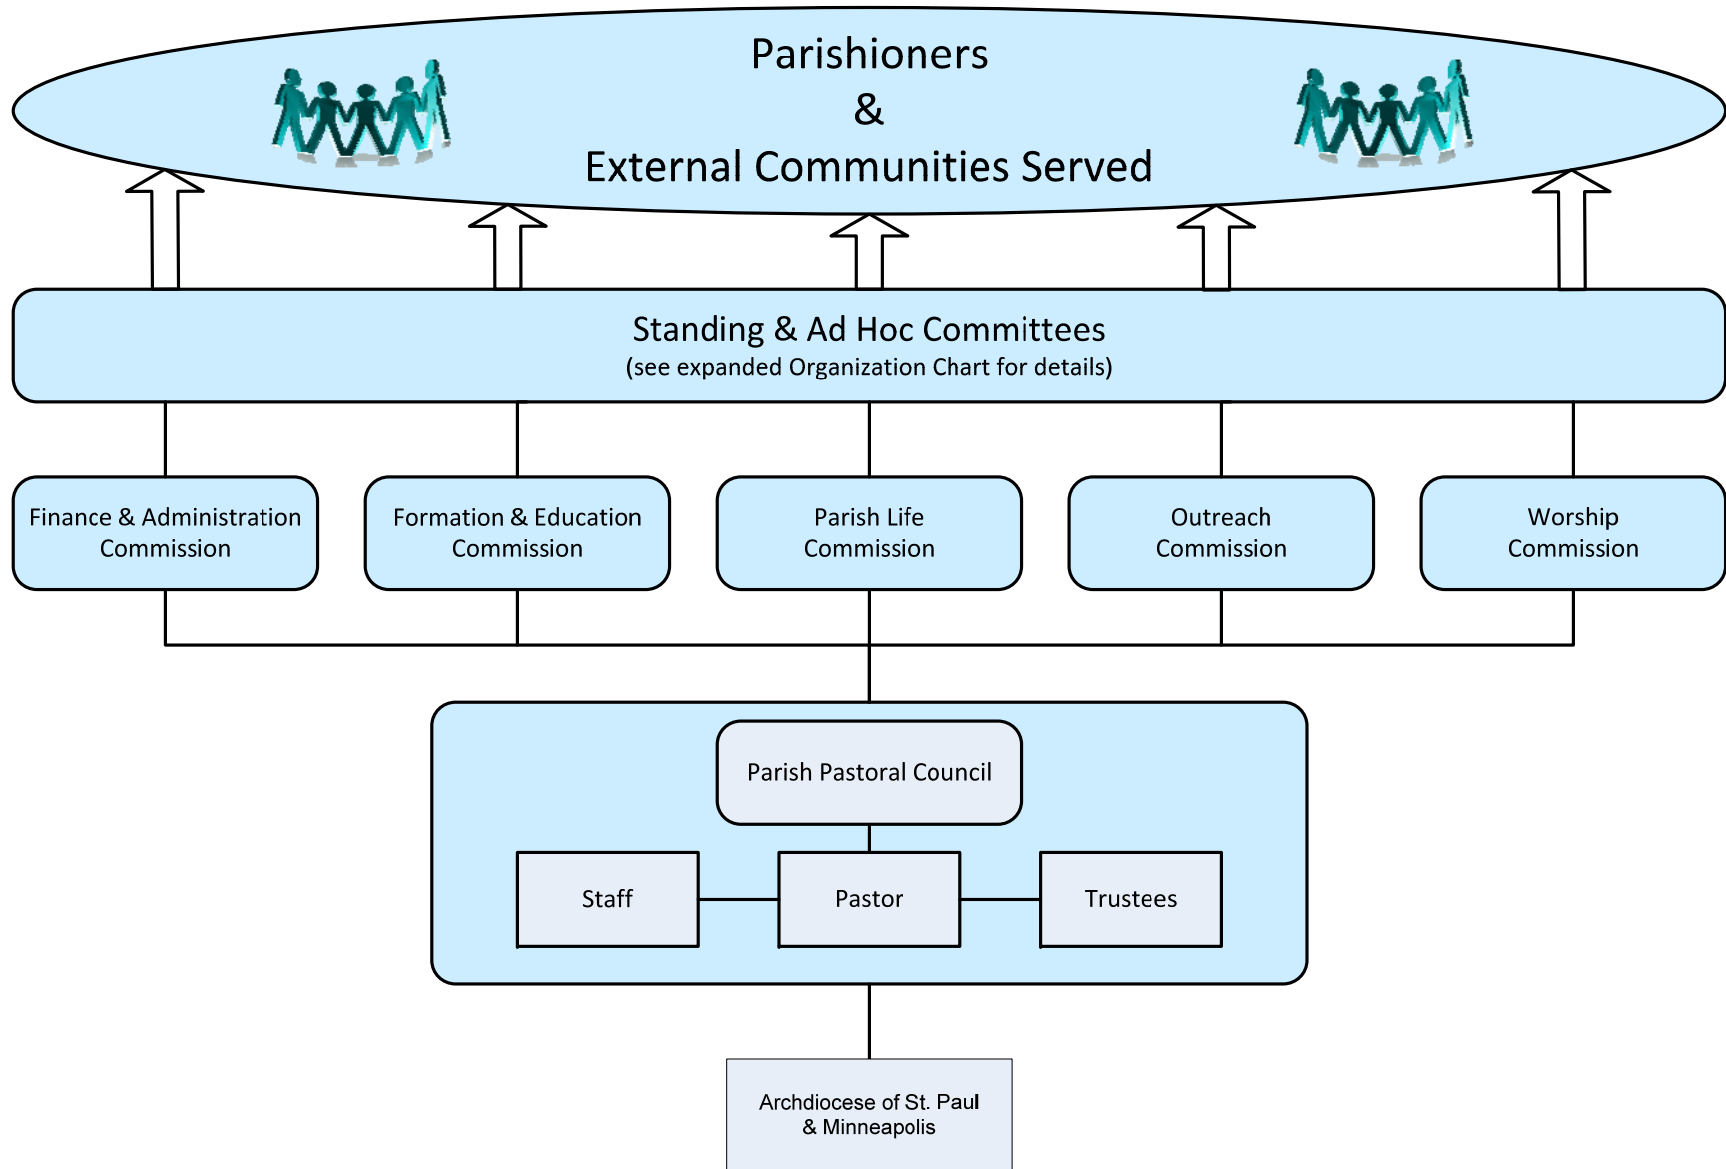 Parishioners
&
External Communities Served
Standing & Ad Hoc Committees
(see expanded Organization Chart for details)
Finance & Administration
Commission
Formation & Education
Commission
Parish Life
Commission
Outreach
Commission
Worship
Commission
Parish Pastoral Council
Staff
Pastor
Trustees
Archdiocese of St. Paul
& Minneapolis